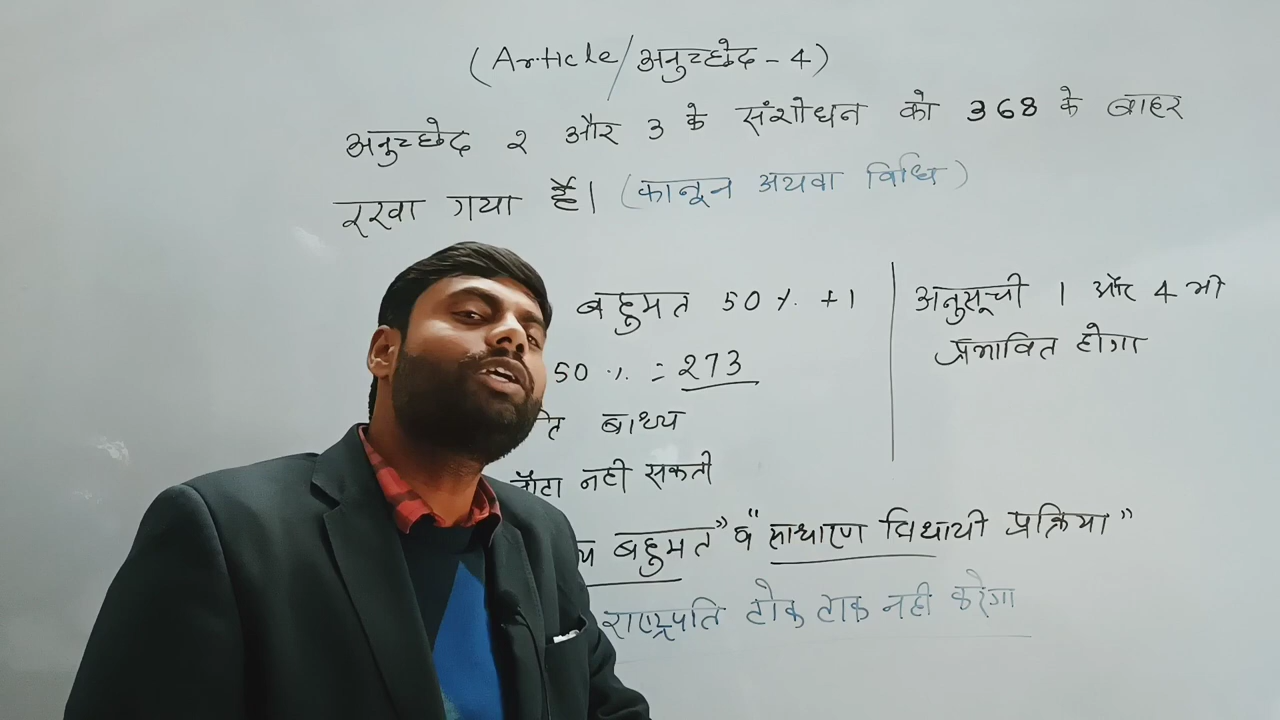 (Article/अनुच्छेद - 4)
अनुच्छेद २ और 3 के संशोधन को 368 के बाहर
रखा गया है। (कानून अथवा विधि)
बहुमत 50 % +1
50 % = 273
बाध्य
नही सकती
बहुमत" व "साधारण विधायी प्रक्रिया"
राष्ट्रपति टोक टाक नही करेगा
अनुसूची 1 और 4 भी
प्रभावित होगा